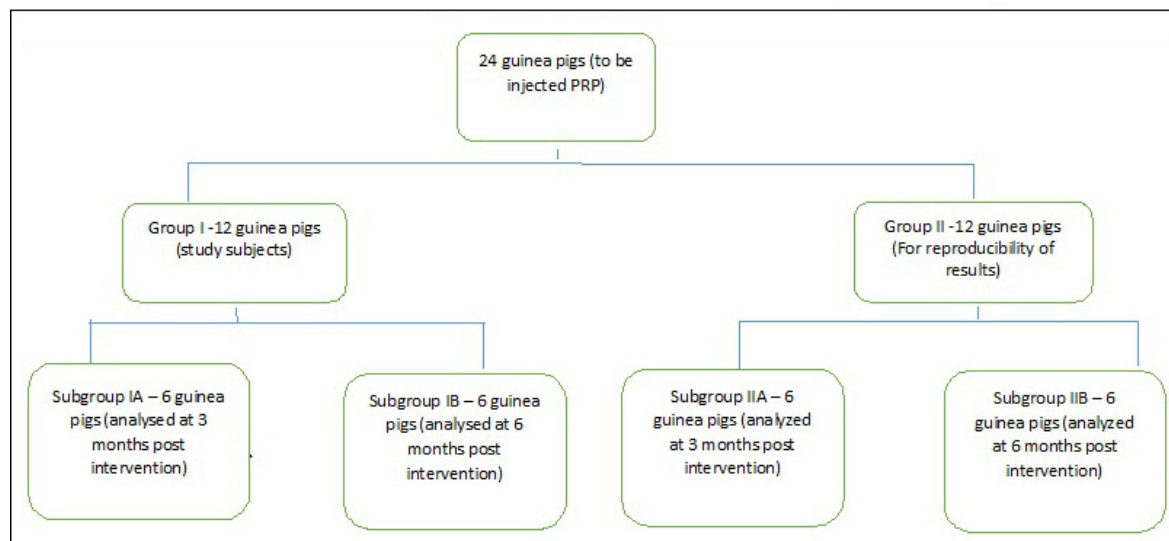 24 guinea pigs (to be
injected PRP)
Group I -12 guinea pigs
(study subjects)
Group II -12 guinea pigs
(For reproducibility of
results)
Subgroup IA – 6 guinea
pigs (analysed at 3
months post
intervention)
Subgroup IB – 6 guinea
pigs (analysed at 6
months post
intervention)
Subgroup IIA – 6
guinea pigs (analyzed
at 3 months post
intervention)
Subgroup IIB – 6
guinea pigs (analyzed
at 6 months post
intervention)